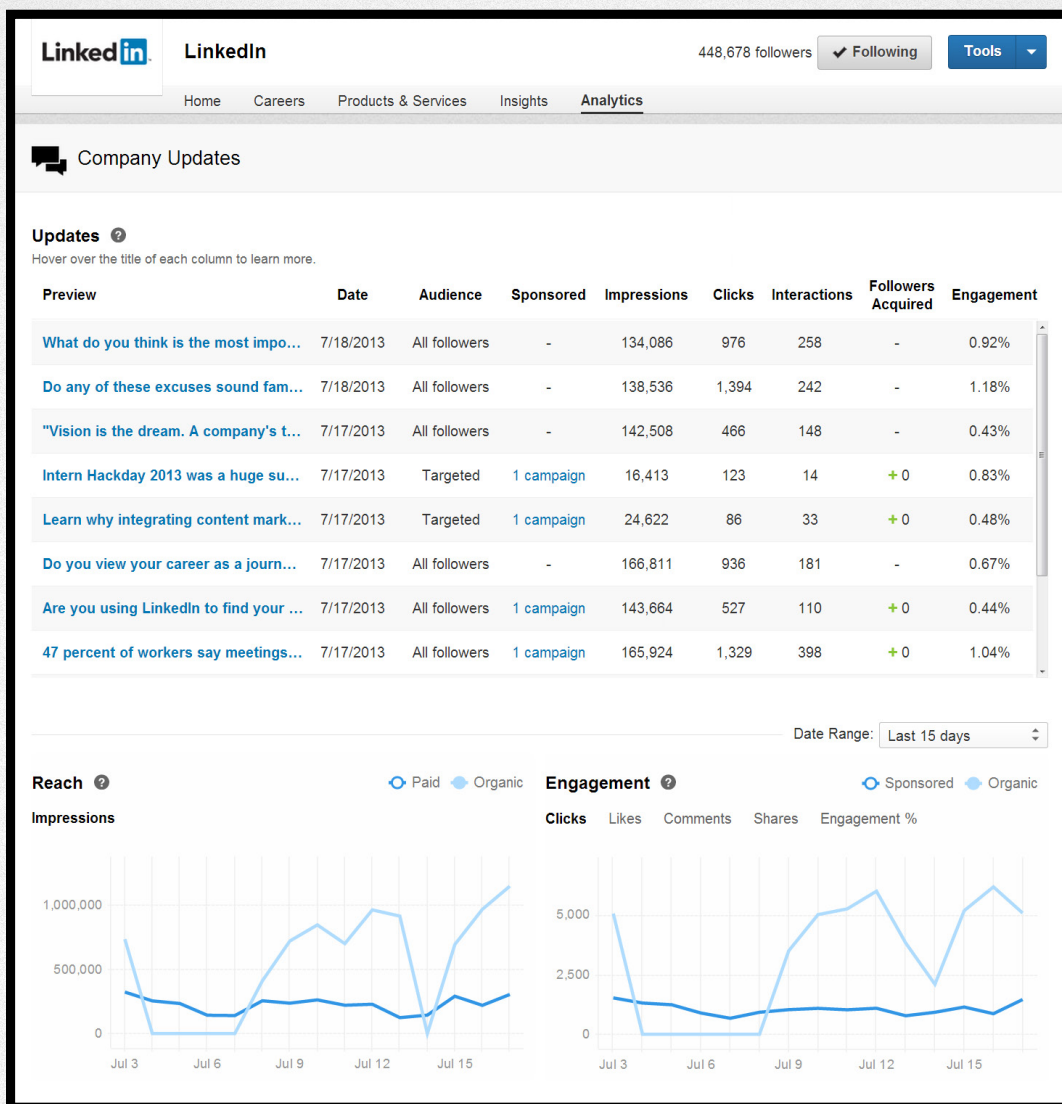 Linked in. LinkedIn 448,678 followers Following Tools
Home Careers Products & Services Insights Analytics
Company Updates
Updates ?
Hover over the title of each column to learn more.
Preview Date Audience Sponsored Impressions Clicks Interactions Followers Acquired Engagement
What do you think is the most impo... 7/18/2013 All followers - 134,086 976 258 - 0.92%
Do any of these excuses sound fam... 7/18/2013 All followers - 138,536 1,394 242 - 1.18%
"Vision is the dream. A company's t... 7/17/2013 All followers - 142,508 466 148 - 0.43%
Intern Hackday 2013 was a huge su... 7/17/2013 Targeted 1 campaign 16,413 123 14 + 0 0.83%
Learn why integrating content mark... 7/17/2013 Targeted 1 campaign 24,622 86 33 + 0 0.48%
Do you view your career as a journ... 7/17/2013 All followers - 166,811 936 181 - 0.67%
Are you using LinkedIn to find your ... 7/17/2013 All followers 1 campaign 143,664 527 110 + 0 0.44%
47 percent of workers say meetings... 7/17/2013 All followers 1 campaign 165,924 1,329 398 + 0 1.04%
Date Range: Last 15 days
Reach ? Paid Organic
Impressions
1,000,000
500,000
0
Jul 3 Jul 6 Jul 9 Jul 12 Jul 15
Engagement ? Sponsored Organic
Clicks Likes Comments Shares Engagement %
5,000
2,500
0
Jul 3 Jul 6 Jul 9 Jul 12 Jul 15